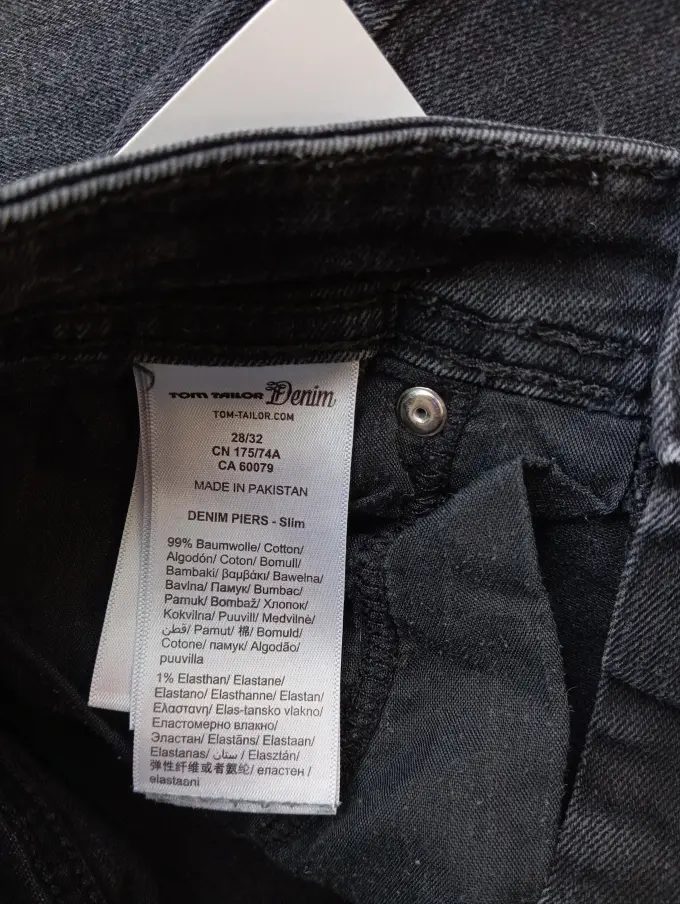 TOM TAILOR Denim
TOM-TAILOR.COM
28/32
CN 175/74A
CA 60079
MADE IN PAKISTAN
DENIM PIERS - Slim
99% Baumwolle/ Cotton/
Algodón/ Coton/ Bomull/
Bambaki/ βαμβάκι/ Bawełna/
Bavlna/ Памук/ Bumbac/
Pamuk/ Bombaž/ Хлопок/
Kokvilna/ Puuvill/ Medvilnė/
قطن/ Pamut/ 棉/ Bomuld/
Cotone/ памук/ Algodão/
puuvilla
1% Elasthan/ Elastane/
Elastano/ Elasthanne/ Elastan/
Ελαστανη/ Elas-tansko vlakno/
Еластомерно влакно/
Эластан/ Elastāns/ Elastaan/
Elastanas/ ستان/ Elasztán/
弹性纤维或者氨纶/ еластен /
elastaani